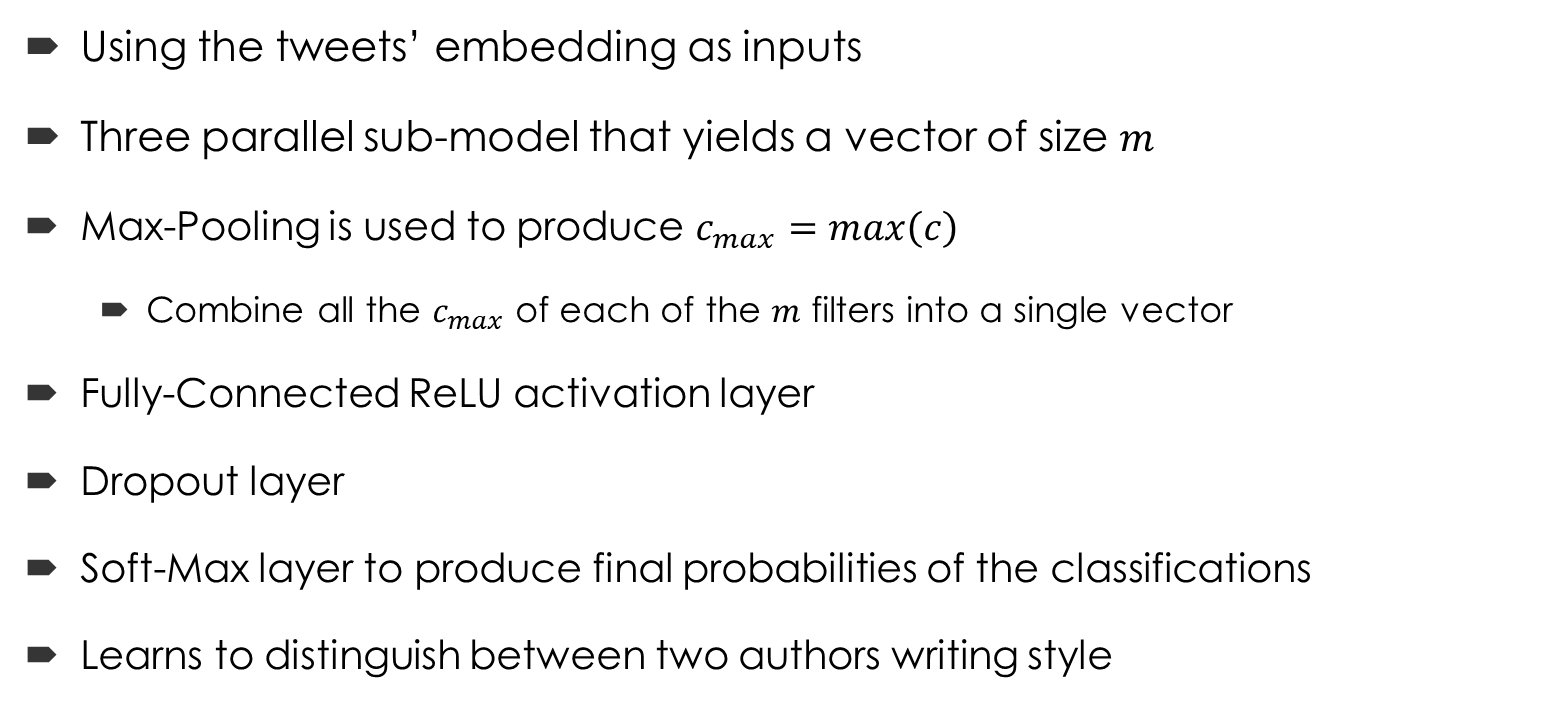 Using the tweets’ embedding as inputs
Three parallel sub-model that yields a vector of size m
Max-Pooling is used to produce c_max = max(c)
Combine all the c_max of each of the m filters into a single vector
Fully-Connected ReLU activation layer
Dropout layer
Soft-Max layer to produce final probabilities of the classifications
Learns to distinguish between two authors writing style